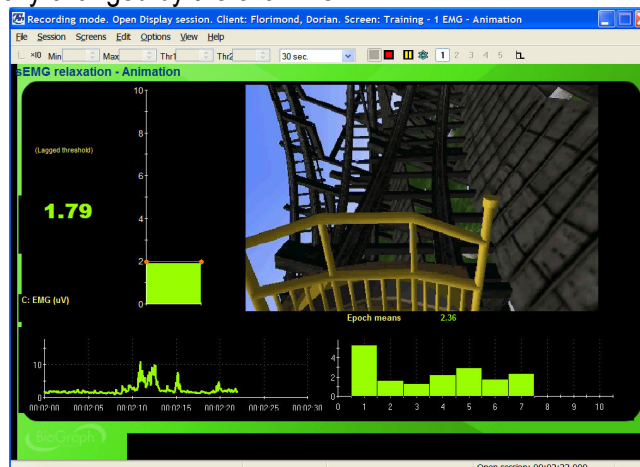 Recording mode. Open Display session. Client: Florimond, Dorian. Screen: Training - 1 EMG - Animation
File Session Screens Edit Options View Help
×10 Min Max Thr1 Thr2 30 sec. 1 2 3 4 5
sEMG relaxation - Animation
10
(Lagged threshold)
8
6
1.79
4
2
C: EMG (uV)
0
Epoch means 2.36
10
0
00:02:00 00:02:05 00:02:10 00:02:15 00:02:20 00:02:25 00:02:30
4
2
0
0 1 2 3 4 5 6 7 8 9 10
BioGraph